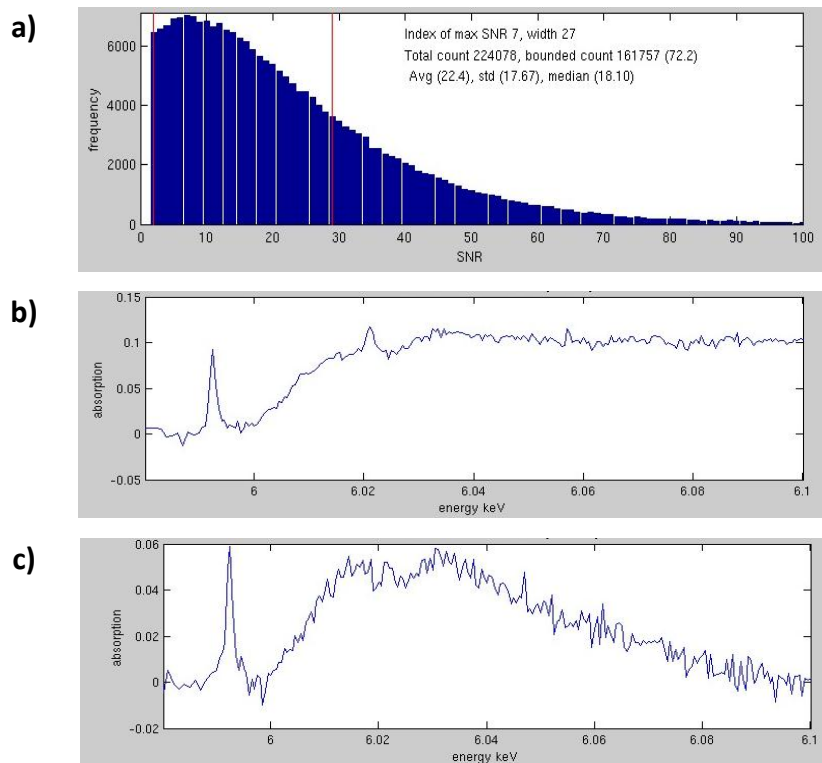 a)
Index of max SNR 7, width 27
Total count 224078, bounded count 161757 (72.2)
Avg (22.4), std (17.67), median (18.10)
frequency
6000
4000
2000
0
0 10 20 30 40 50 60 70 80 90 100
SNR
b)
absorption
0.15
0.1
0.05
0
-0.05
6 6.02 6.04 6.06 6.08 6.1
energy keV
c)
absorption
0.06
0.04
0.02
0
-0.02
6 6.02 6.04 6.06 6.08 6.1
energy keV